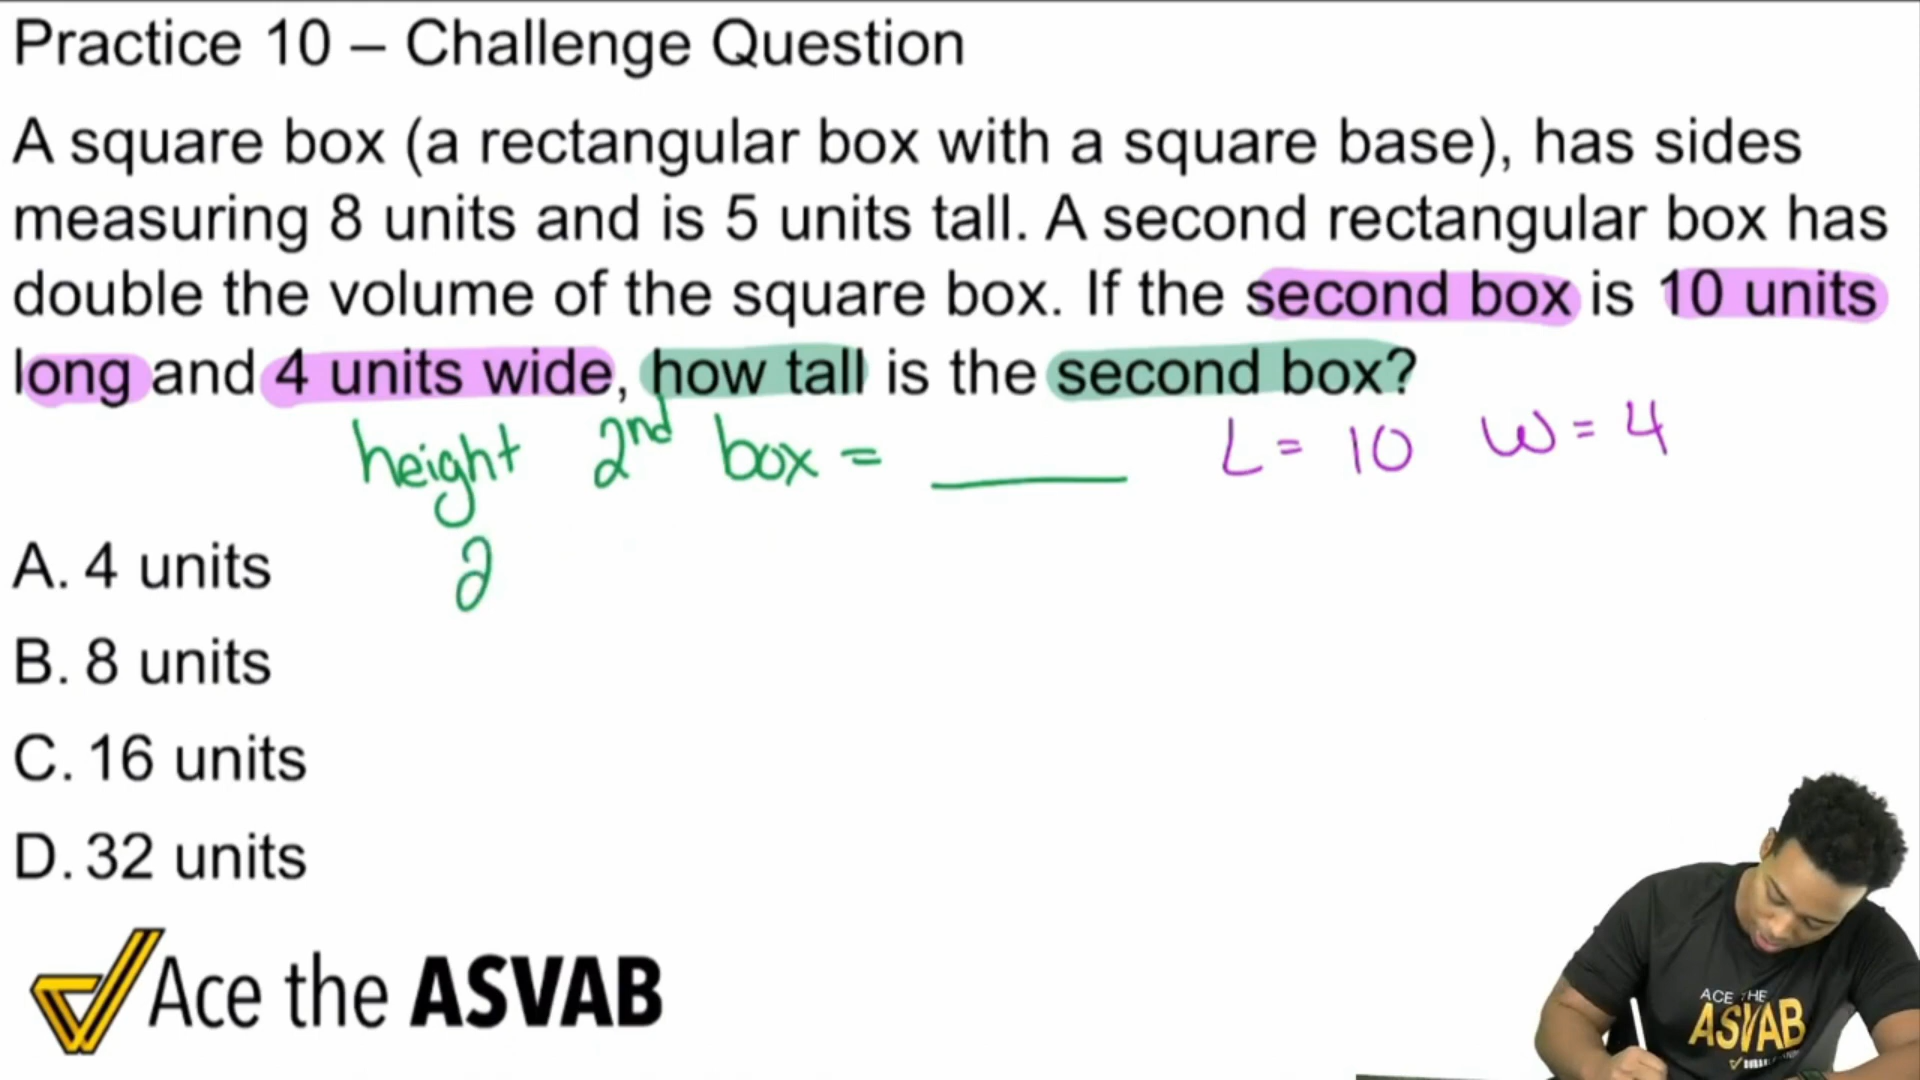 Practice 10 – Challenge Question
A square box (a rectangular box with a square base), has sides
measuring 8 units and is 5 units tall. A second rectangular box has
double the volume of the square box. If the second box is 10 units
long and 4 units wide, how tall is the second box?
height 2nd box = ____ L = 10 W = 4
2
A. 4 units
B. 8 units
C. 16 units
D. 32 units
Ace the ASVAB
ACE THE
ASVAB